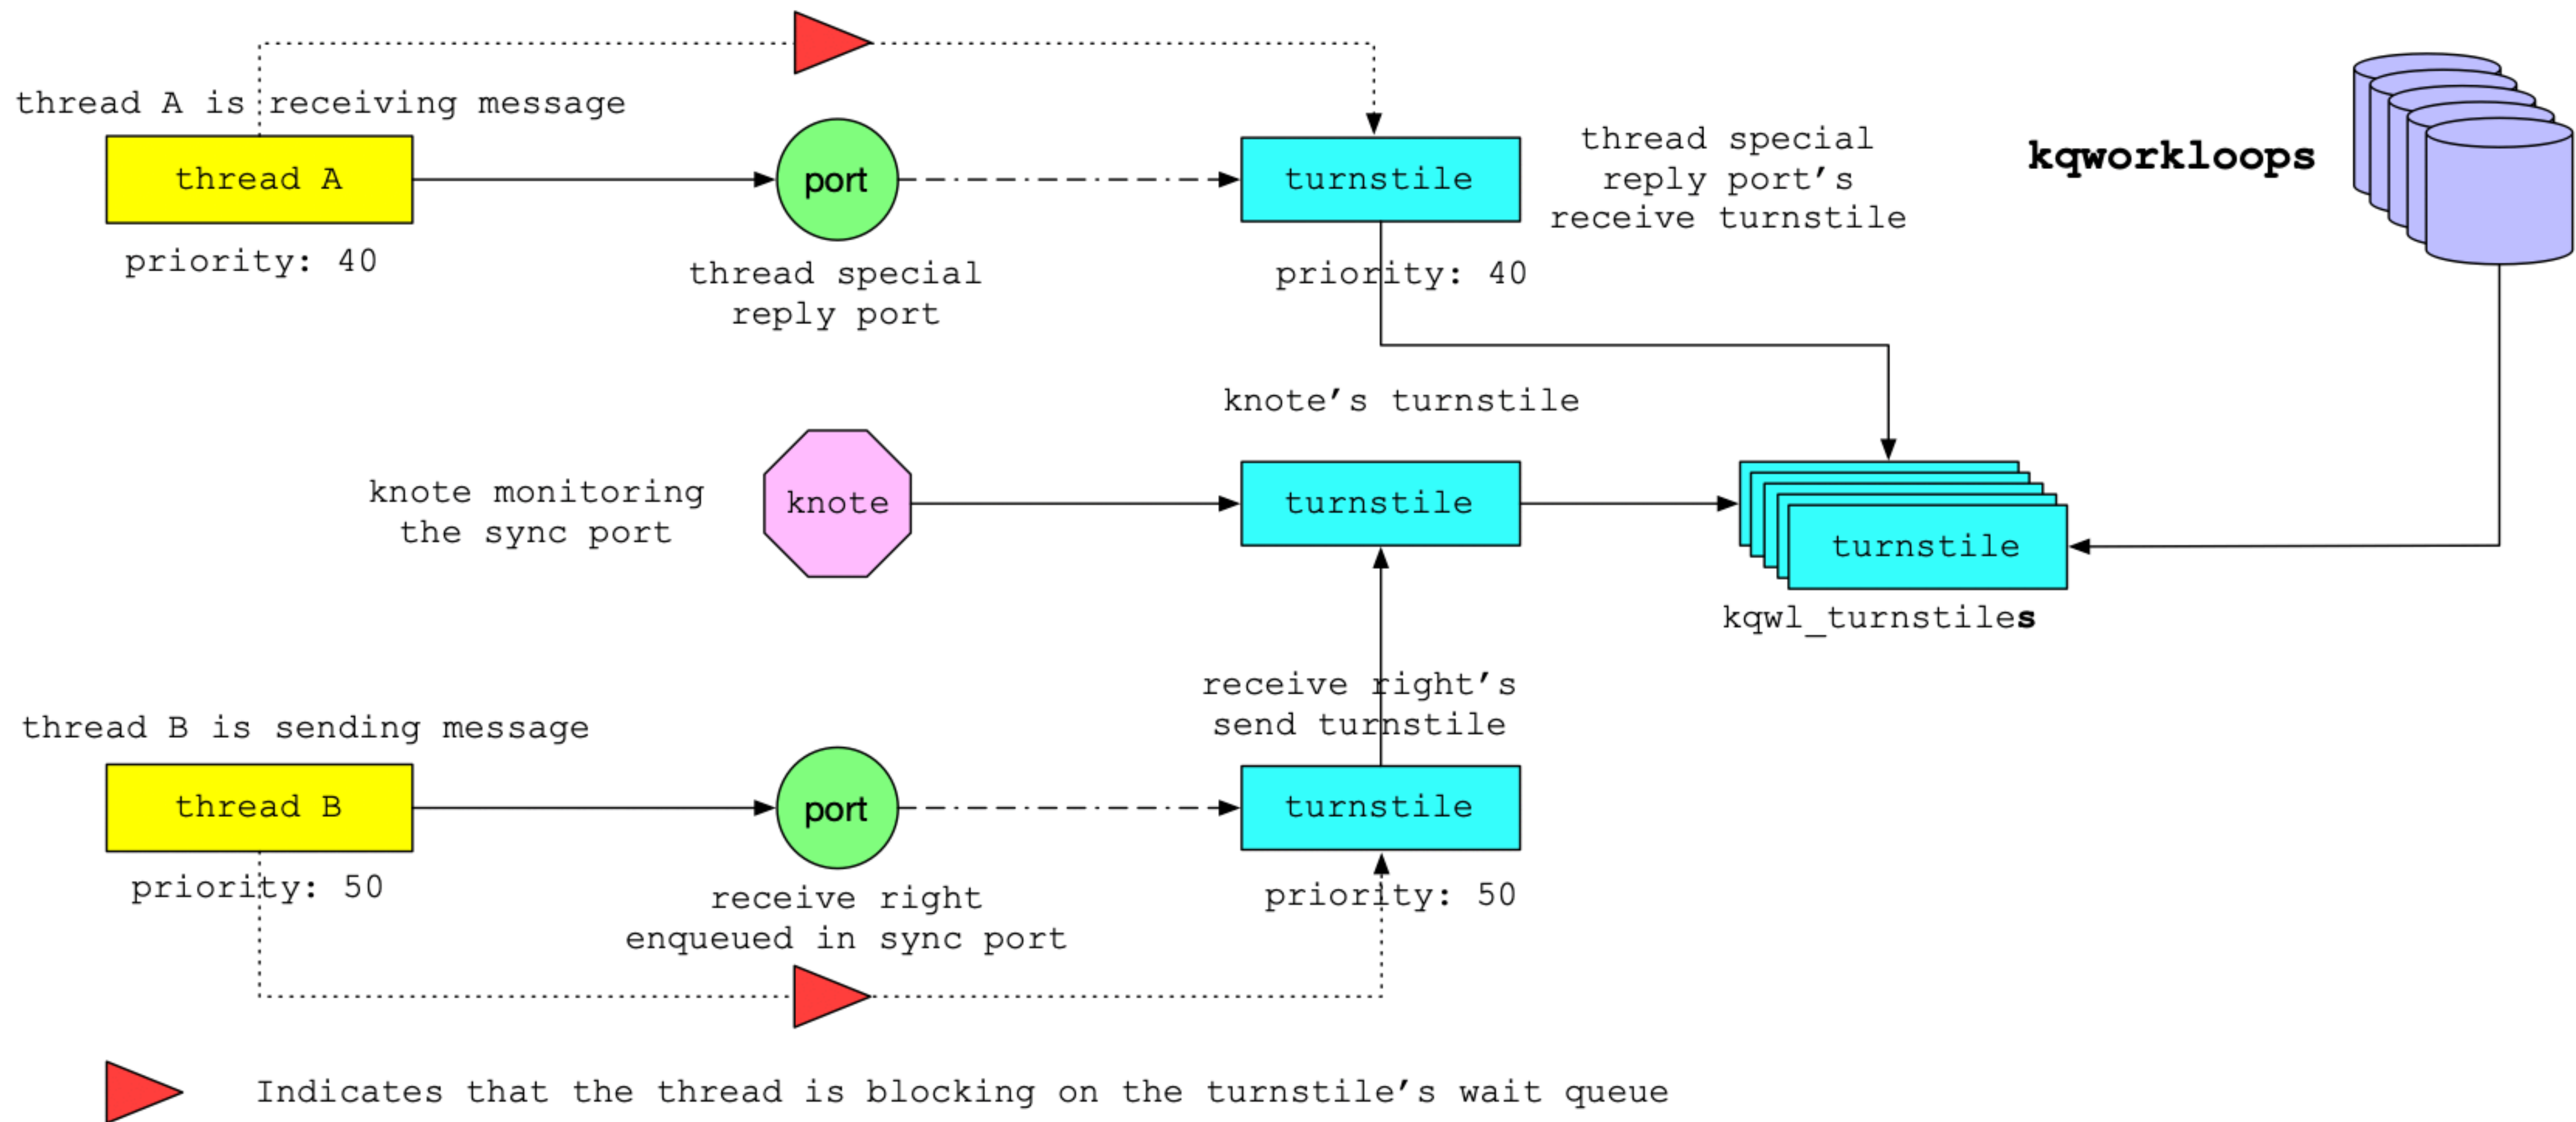 thread A is receiving message
thread A
priority: 40
port
thread special
reply port
turnstile
priority: 40
thread special
reply port’s
receive turnstile
kqworkloops
knote’s turnstile
knote monitoring
the sync port
knote
turnstile
turnstile
kqwl_turnstiles
receive right’s
send turnstile
thread B is sending message
thread B
priority: 50
port
receive right
enqueued in sync port
turnstile
priority: 50
Indicates that the thread is blocking on the turnstile’s wait queue